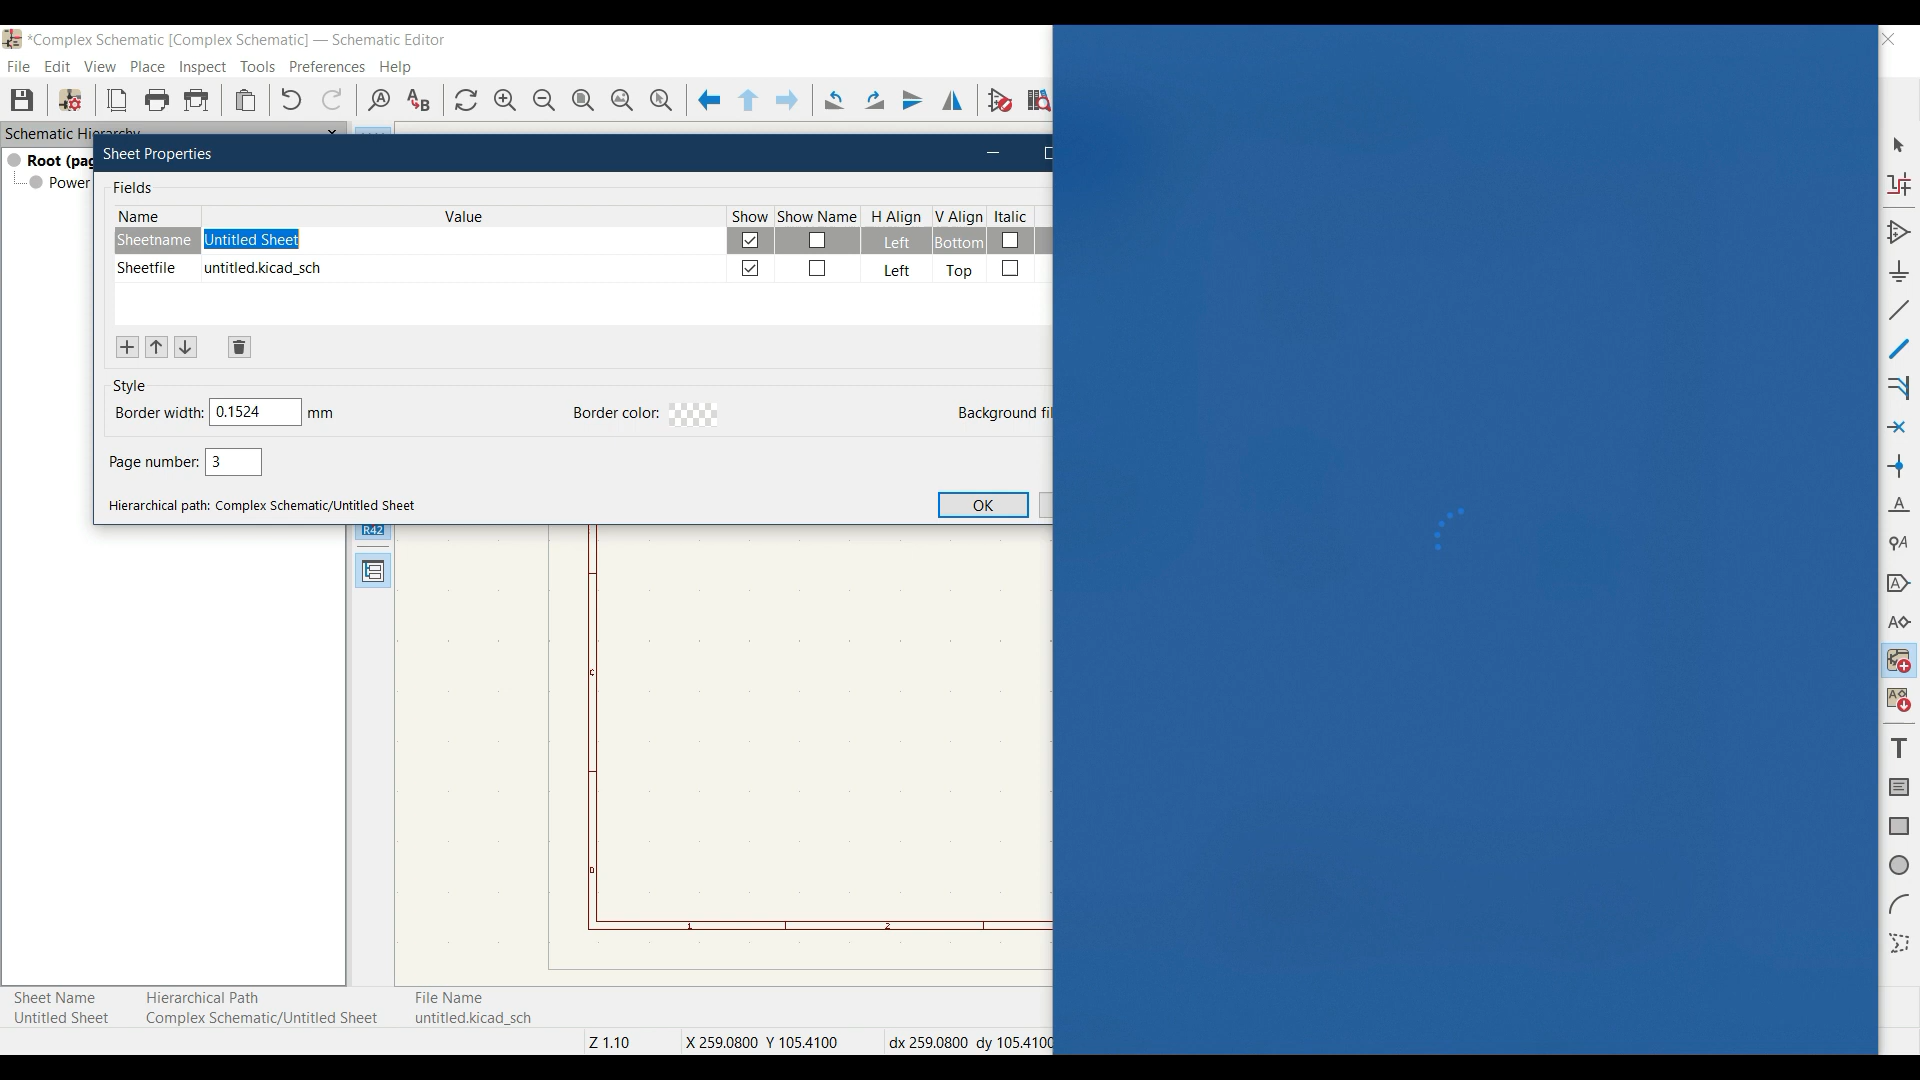 *Complex Schematic [Complex Schematic] — Schematic Editor
File Edit View Place Inspect Tools Preferences Help
Schematic Hierarchy
Root (pag
Power
Sheet Properties
Fields
Name Value Show Show Name H Align V Align Italic
Sheetname Untitled Sheet Left Bottom
Sheetfile untitled.kicad_sch Left Top
Style
Border width: 0.1524 mm Border color: Background fil
Page number: 3
Hierarchical path: Complex Schematic/Untitled Sheet OK
R42
C
D
1 2
Sheet Name Hierarchical Path File Name
Untitled Sheet Complex Schematic/Untitled Sheet untitled.kicad_sch
Z 1.10 X 259.0800 Y 105.4100 dx 259.0800 dy 105.4100